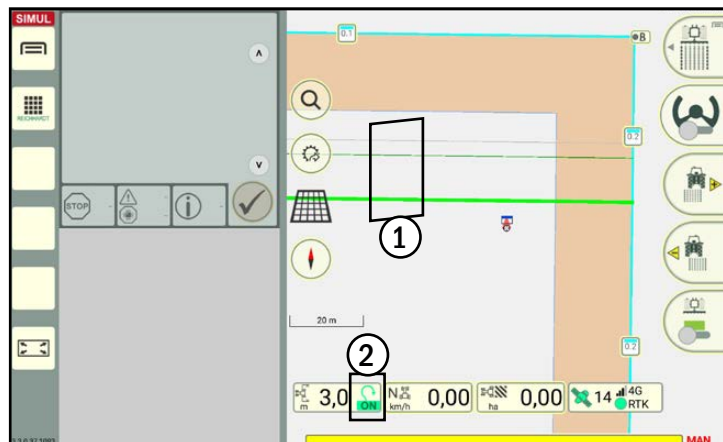 SIMUL
REICHHARDT
STOP
0.1
B
0.2
1
20 m
0.2
2
m 3,0 ON N km/h 0,00 ha 0,00 14 4G RTK
MAN